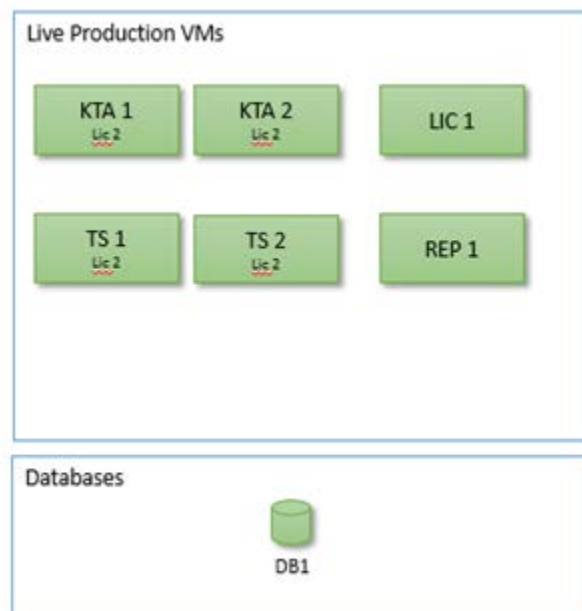 Live Production VMs
KTA 1
Lic 2
KTA 2
Lic 2
LIC 1
TS 1
Lic 2
TS 2
Lic 2
REP 1
Databases
DB1